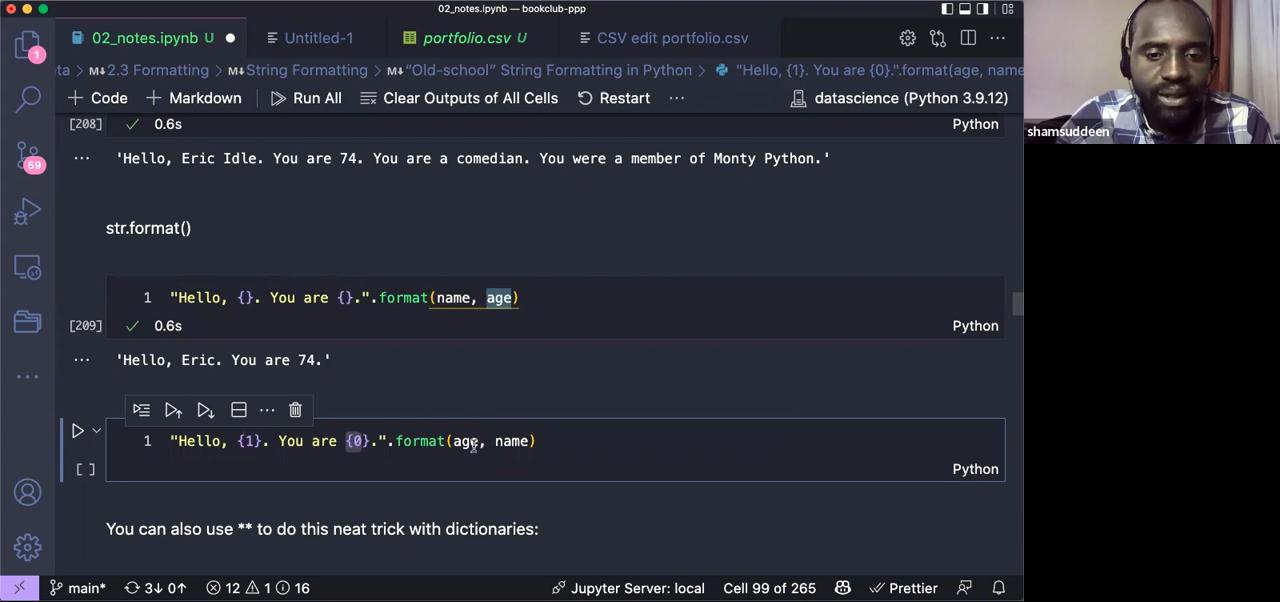 02_notes.ipynb — bookclub-ppp
02_notes.ipynb U
Untitled-1
portfolio.csv U
CSV edit portfolio.csv
ta > M↓2.3 Formatting > M↓String Formatting > M↓“Old-school” String Formatting in Python > "Hello, {1}. You are {0}.".format(age, name
+ Code + Markdown Run All Clear Outputs of All Cells Restart ... datascience (Python 3.9.12)
shamsuddeen
1
[208] ✓ 0.6s Python
... 'Hello, Eric Idle. You are 74. You are a comedian. You were a member of Monty Python.'
59
str.format()
1 "Hello, {}. You are {}.".format(name, age)
[209] ✓ 0.6s Python
... 'Hello, Eric. You are 74.'
1 "Hello, {1}. You are {0}.".format(age, name)
[ ] Python
You can also use ** to do this neat trick with dictionaries:
main* 3↓ 0↑ 12 1 16 Jupyter Server: local Cell 99 of 265 Prettier